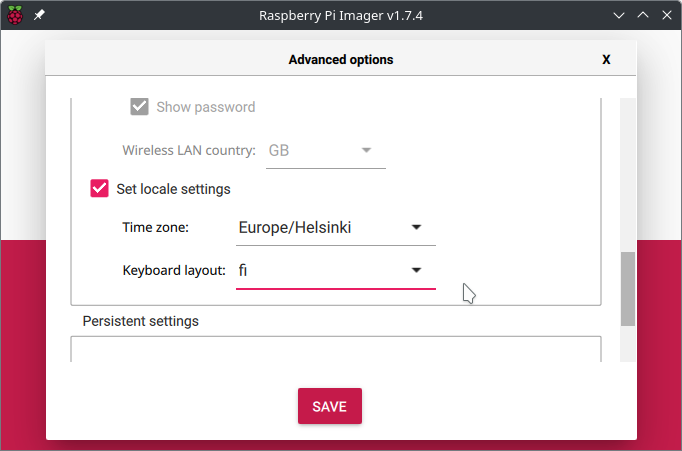 Raspberry Pi Imager v1.7.4
Advanced options
X
Show password
Wireless LAN country: GB
Set locale settings
Time zone: Europe/Helsinki
Keyboard layout: fi
Persistent settings
SAVE